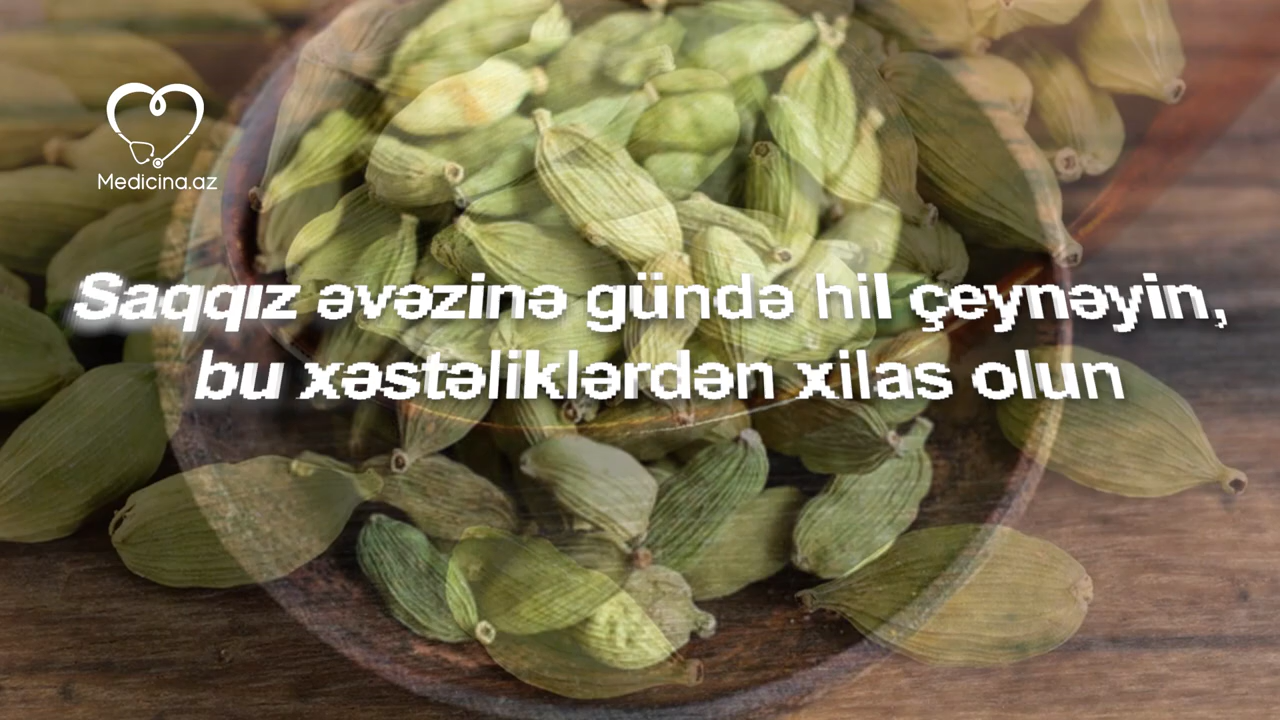 Medicina.az
Saqqız əvəzinə gündə hil çeynəyin,
bu xəstəliklərdən xilas olun